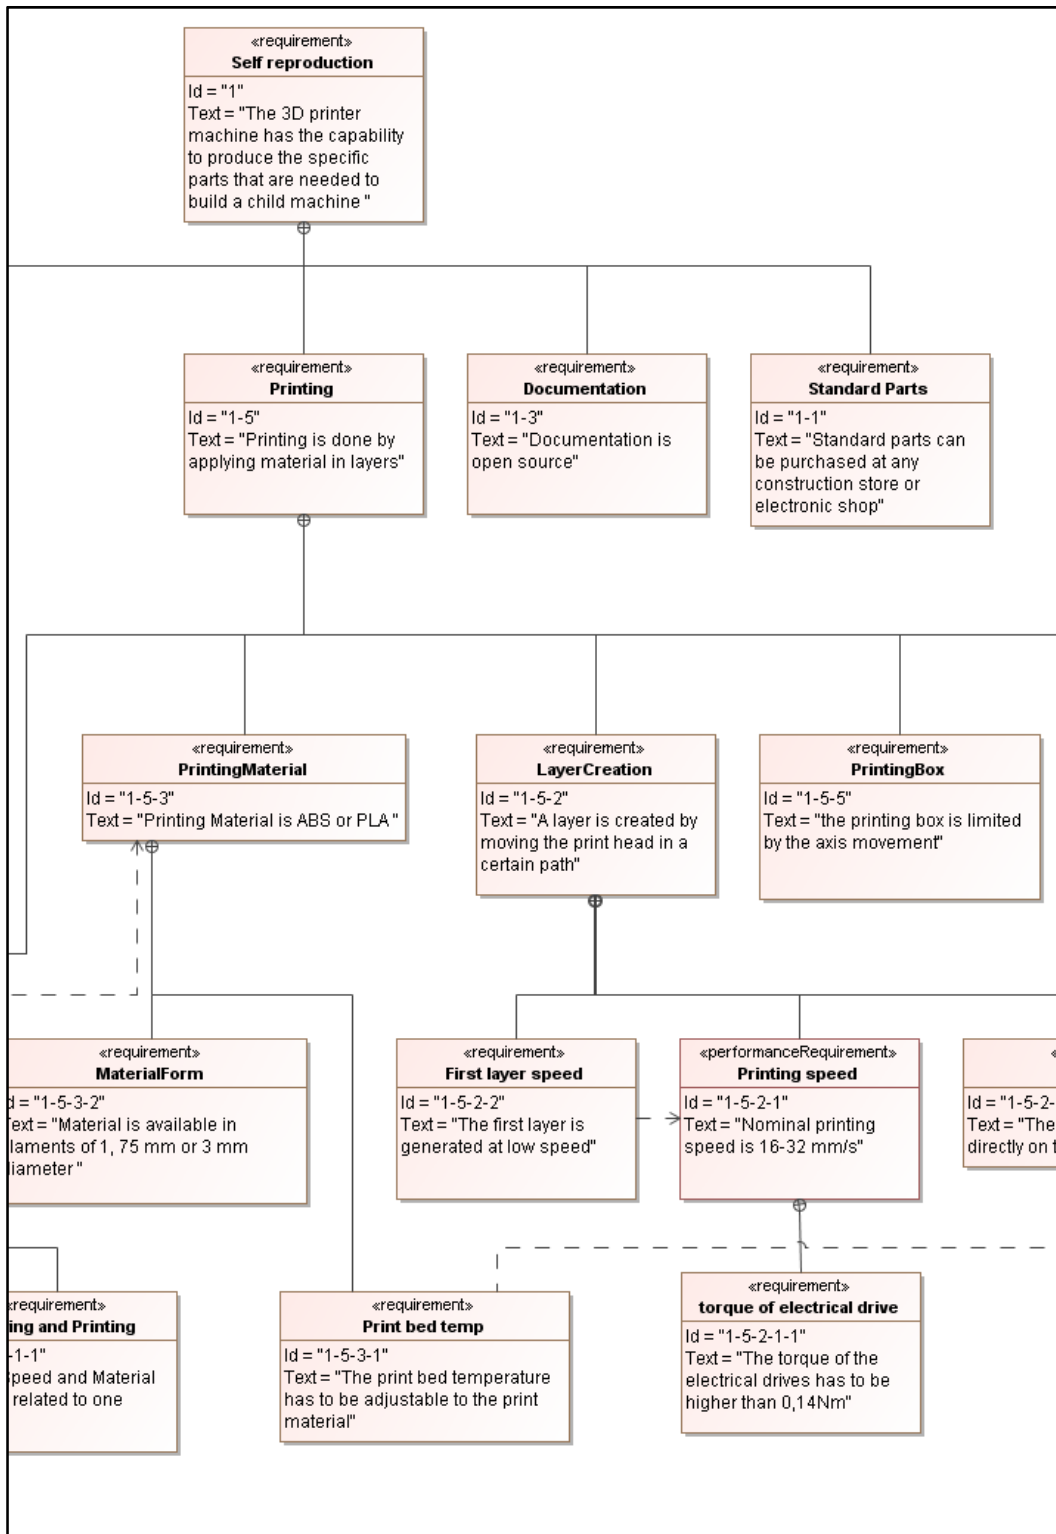 «requirement»
Self reproduction
Id = "1"
Text = "The 3D printer
machine has the capability
to produce the specific
parts that are needed to
build a child machine "
«requirement»
Printing
Id = "1-5"
Text = "Printing is done by
applying material in layers"
«requirement»
Documentation
Id = "1-3"
Text = "Documentation is
open source"
«requirement»
Standard Parts
Id = "1-1"
Text = "Standard parts can
be purchased at any
construction store or
electronic shop"
«requirement»
PrintingMaterial
Id = "1-5-3"
Text = "Printing Material is ABS or PLA "
«requirement»
LayerCreation
Id = "1-5-2"
Text = "A layer is created by
moving the print head in a
certain path"
«requirement»
PrintingBox
Id = "1-5-5"
Text = "the printing box is limited
by the axis movement"
«requirement»
MaterialForm
d = "1-5-3-2"
Text = "Material is available in
laments of 1, 75 mm or 3 mm
liameter "
«requirement»
First layer speed
Id = "1-5-2-2"
Text = "The first layer is
generated at low speed"
«performanceRequirement»
Printing speed
Id = "1-5-2-1"
Text = "Nominal printing
speed is 16-32 mm/s"
Id = "1-5-2-
Text = "The
directly on t
«requirement»
ing and Printing
-1-1"
Speed and Material
related to one
«requirement»
Print bed temp
Id = "1-5-3-1"
Text = "The print bed temperature
has to be adjustable to the print
material"
«requirement»
torque of electrical drive
Id = "1-5-2-1-1"
Text = "The torque of the
electrical drives has to be
higher than 0,14Nm"